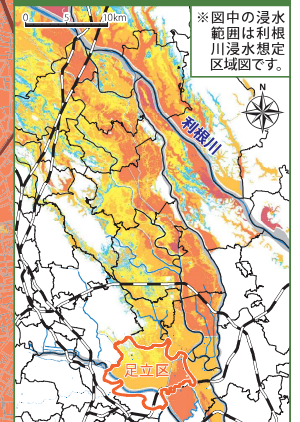 0 5 10km
※図中の浸水
範囲は利根
川浸水想定
区域図です。
N
利根川
足立区